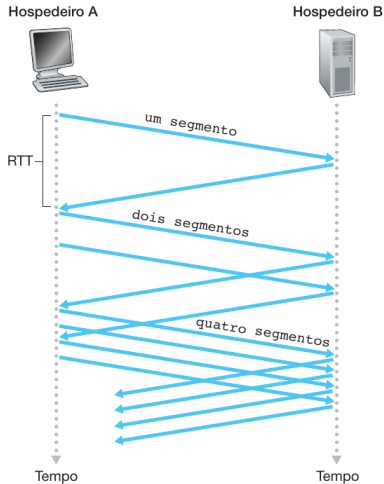 Hospedeiro A
Hospedeiro B
um segmento
RTT
dois segmentos
quatro segmentos
Tempo
Tempo